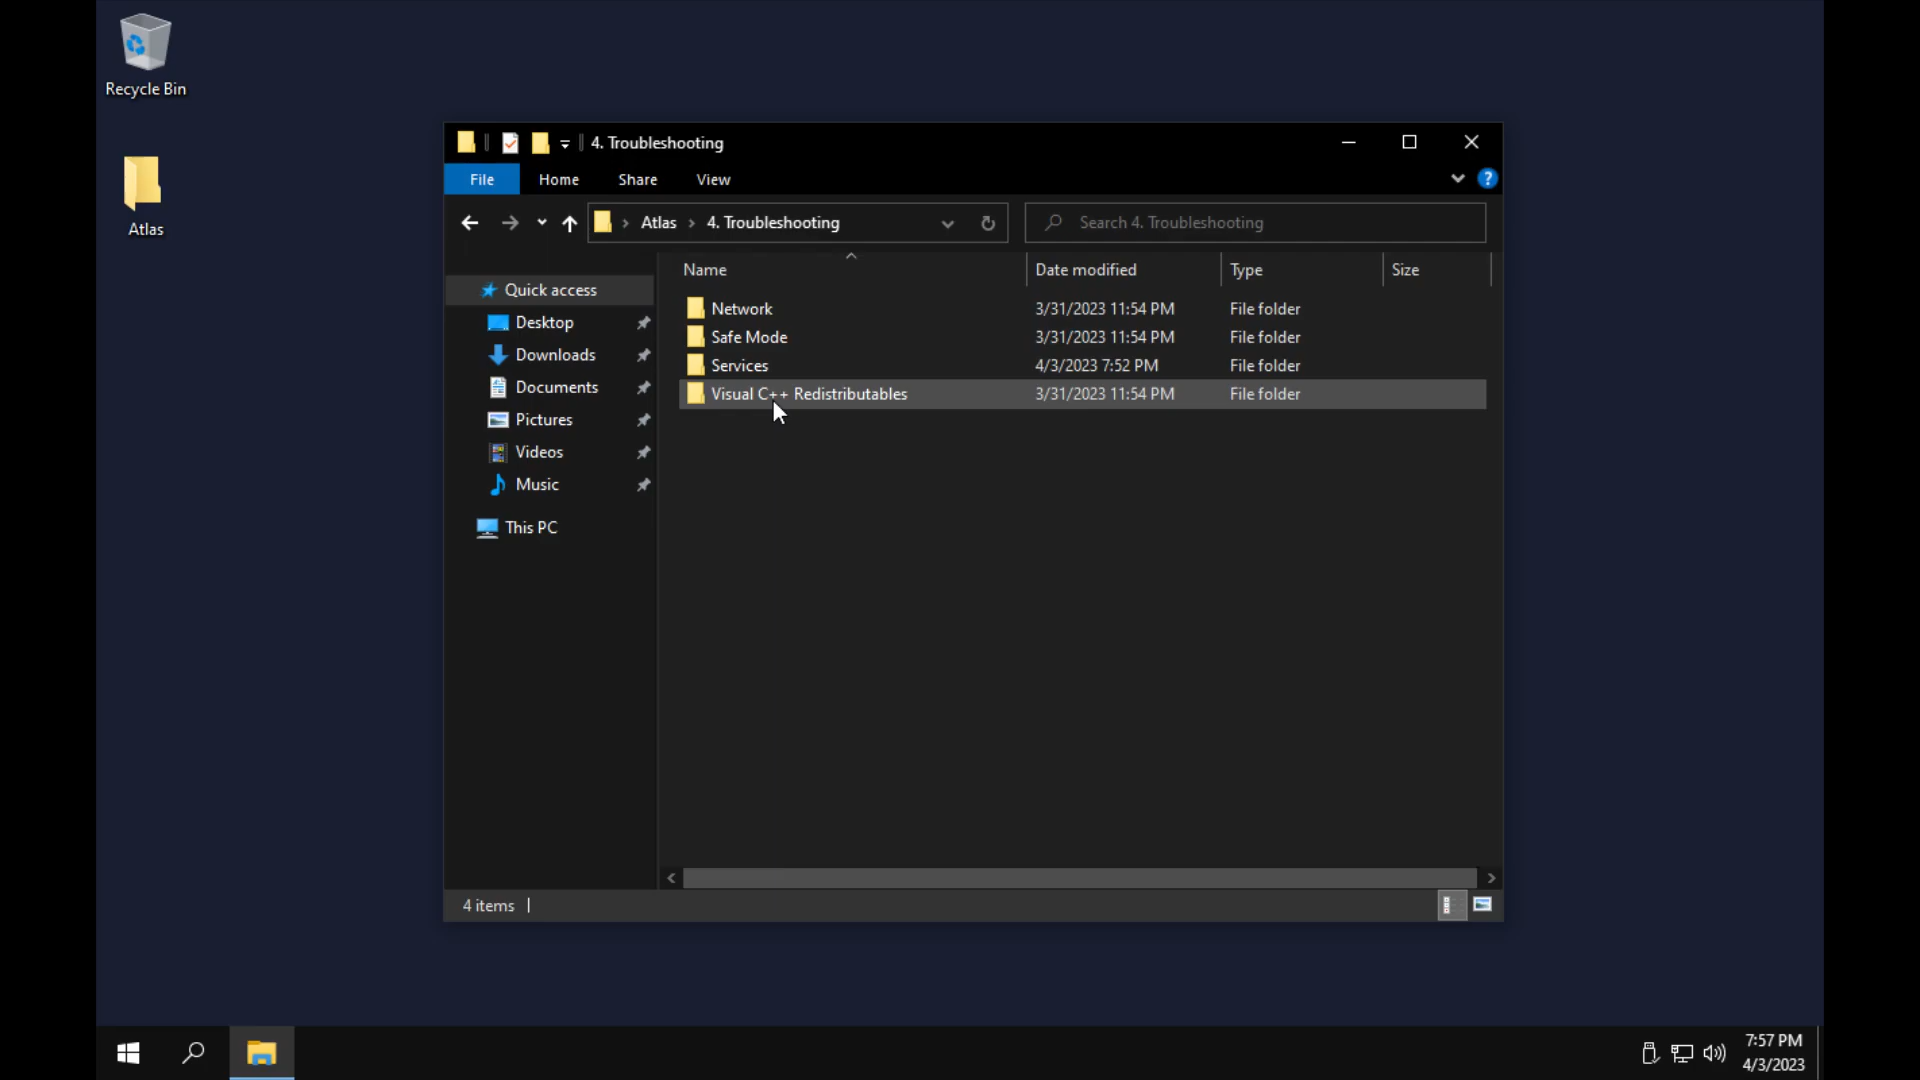 Recycle Bin
Atlas
4. Troubleshooting
File Home Share View
?
Atlas 4. Troubleshooting
Search 4. Troubleshooting
Name Date modified Type Size
Quick access
Desktop
Downloads
Documents
Pictures
Videos
Music
This PC
Network 3/31/2023 11:54 PM File folder
Safe Mode 3/31/2023 11:54 PM File folder
Services 4/3/2023 7:52 PM File folder
Visual C++ Redistributables 3/31/2023 11:54 PM File folder
4 items
7:57 PM
4/3/2023